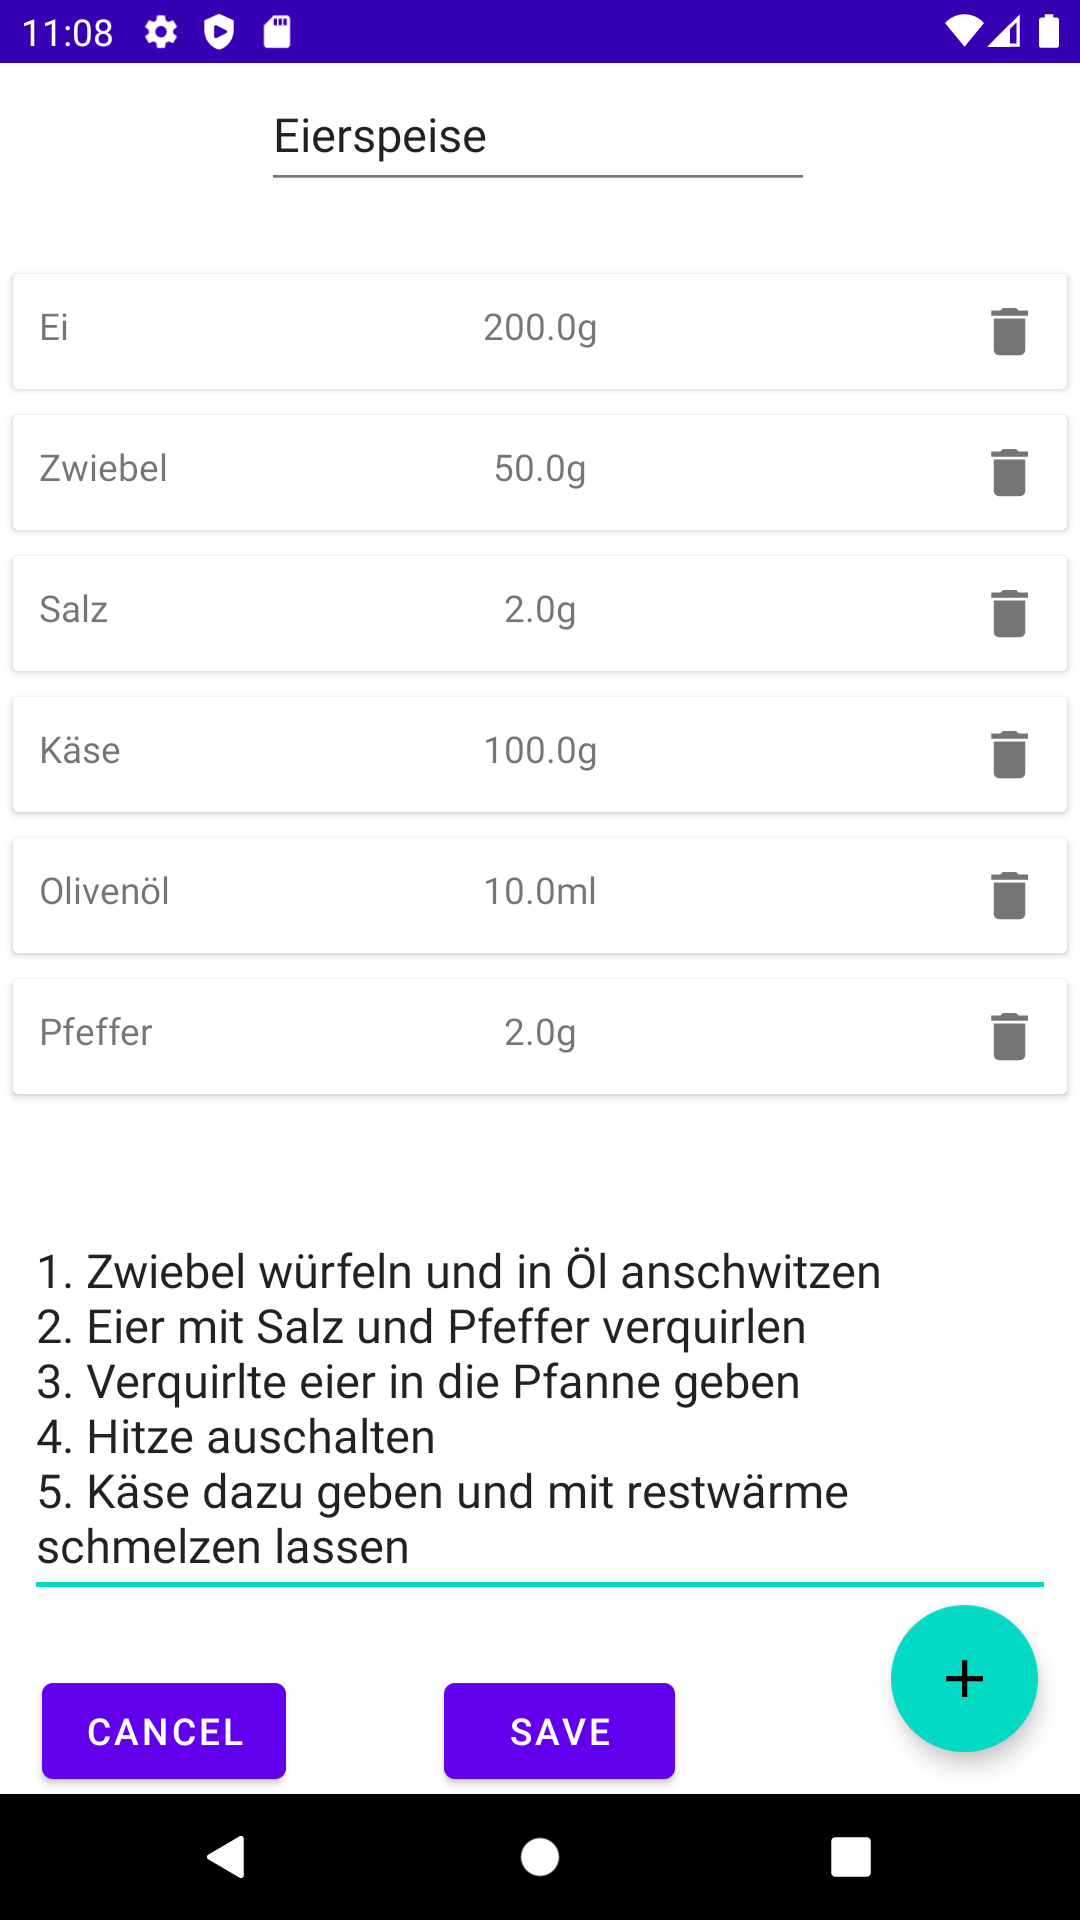 11:08
Eierspeise
Ei 200.0g
Zwiebel 50.0g
Salz 2.0g
Käse 100.0g
Olivenöl 10.0ml
Pfeffer 2.0g
1. Zwiebel würfeln und in Öl anschwitzen
2. Eier mit Salz und Pfeffer verquirlen
3. Verquirlte eier in die Pfanne geben
4. Hitze auschalten
5. Käse dazu geben und mit restwärme
schmelzen lassen
CANCEL SAVE